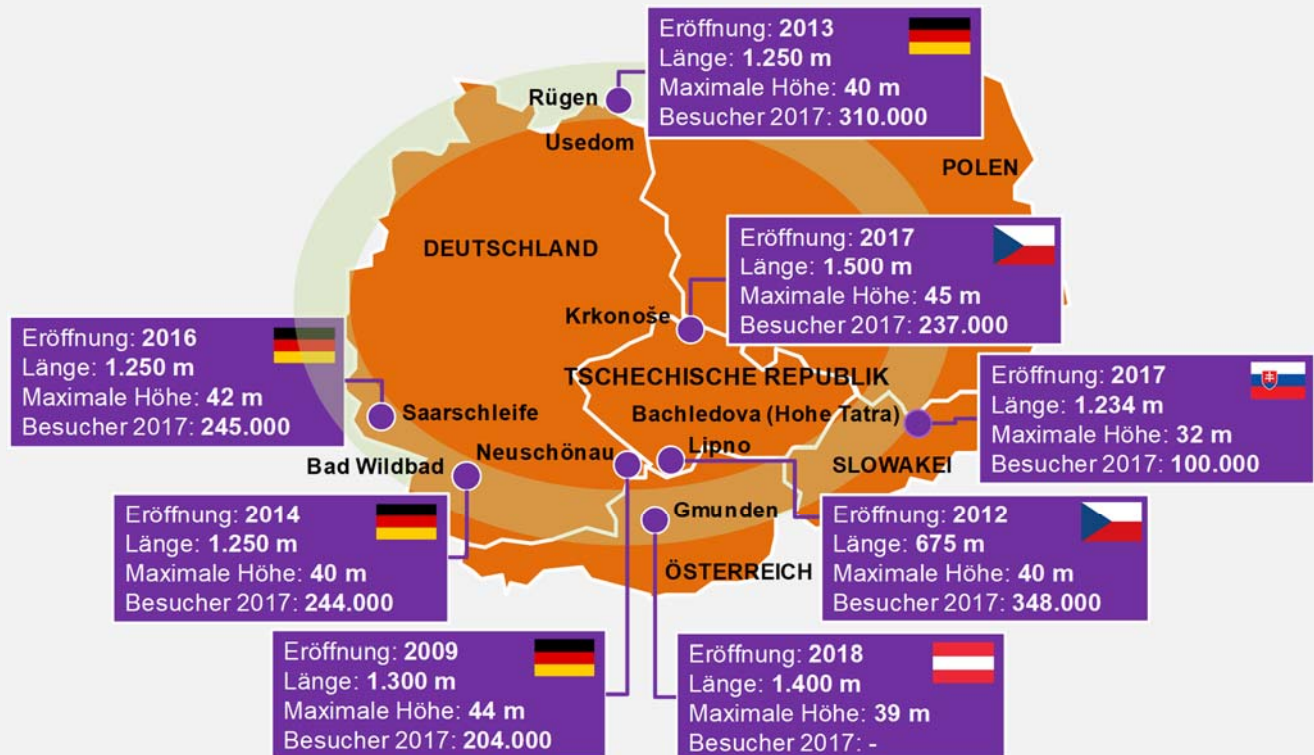 Eröffnung: 2013
Länge: 1.250 m
Maximale Höhe: 40 m
Besucher 2017: 310.000
Rügen
Usedom
POLEN
DEUTSCHLAND
Eröffnung: 2017
Länge: 1.500 m
Maximale Höhe: 45 m
Besucher 2017: 237.000
Krkonoše
Eröffnung: 2016
Länge: 1.250 m
Maximale Höhe: 42 m
Besucher 2017: 245.000
Saarschleife
TSCHECHISCHE REPUBLIK
Bachledova (Hohe Tatra)
Eröffnung: 2017
Länge: 1.234 m
Maximale Höhe: 32 m
Besucher 2017: 100.000
Neuschönau
Lipno
SLOWAKEI
Bad Wildbad
Gmunden
ÖSTERREICH
Eröffnung: 2014
Länge: 1.250 m
Maximale Höhe: 40 m
Besucher 2017: 244.000
Eröffnung: 2012
Länge: 675 m
Maximale Höhe: 40 m
Besucher 2017: 348.000
Eröffnung: 2009
Länge: 1.300 m
Maximale Höhe: 44 m
Besucher 2017: 204.000
Eröffnung: 2018
Länge: 1.400 m
Maximale Höhe: 39 m
Besucher 2017: -